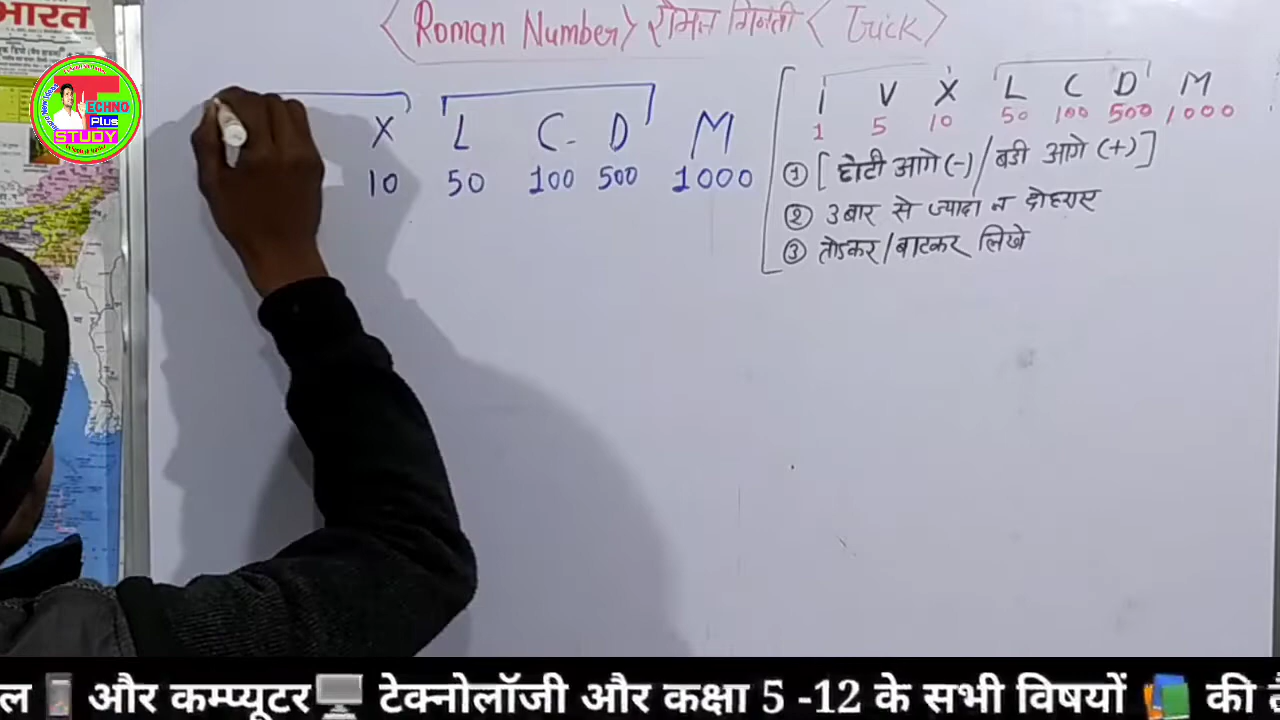 भारत
<Roman Number> रोमन गिनती <Trick>
X L C D M
10 50 100 500 1000
I V X L C D M
1 5 10 50 100 500 1000
① [छोटी आगे (-) / बडी आगे (+)]
② 3 बार से ज्यादा न दोहराए
③ तोडकर/बाटकर लिखे
TECHNO
Plus
STUDY
ल और कम्प्यूटर टेक्नोलॉजी और कक्षा 5 -12 के सभी विषयों की